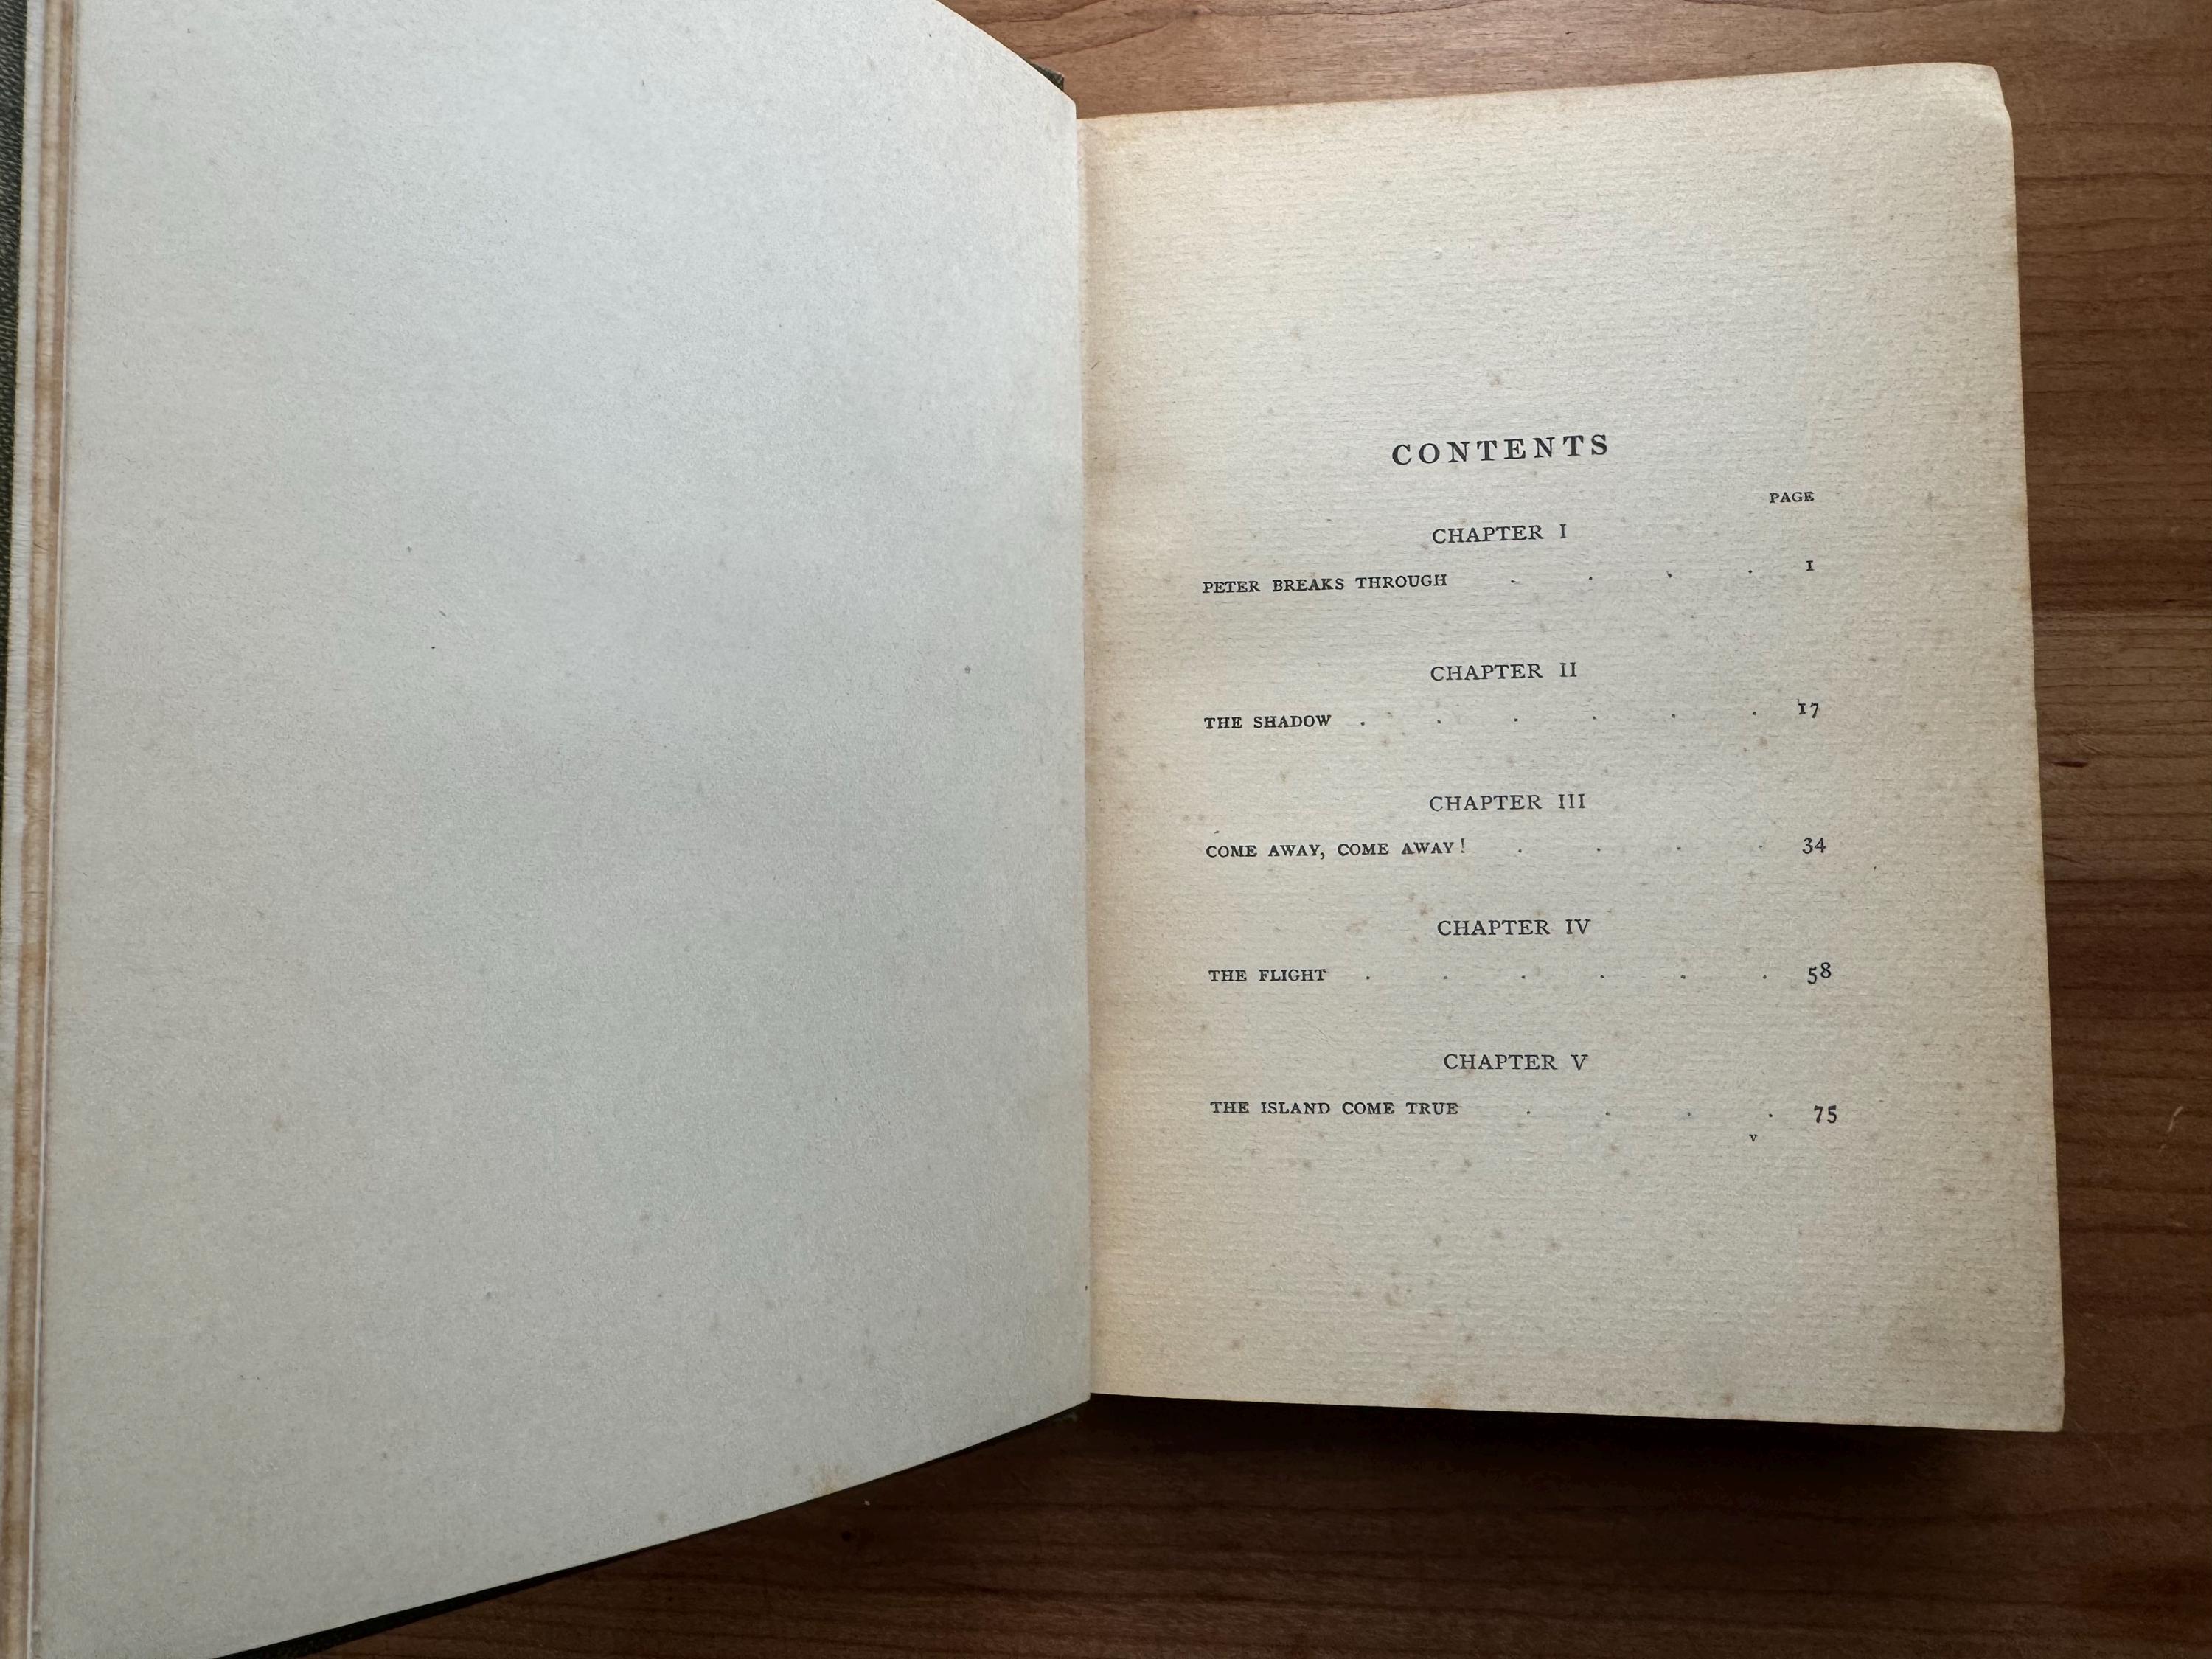 CONTENTS
PAGE
CHAPTER I
PETER BREAKS THROUGH . . . . 1
CHAPTER II
THE SHADOW . . . . . . 17
CHAPTER III
COME AWAY, COME AWAY! . . . . 34
CHAPTER IV
THE FLIGHT . . . . . . 58
CHAPTER V
THE ISLAND COME TRUE . . . . 75
v